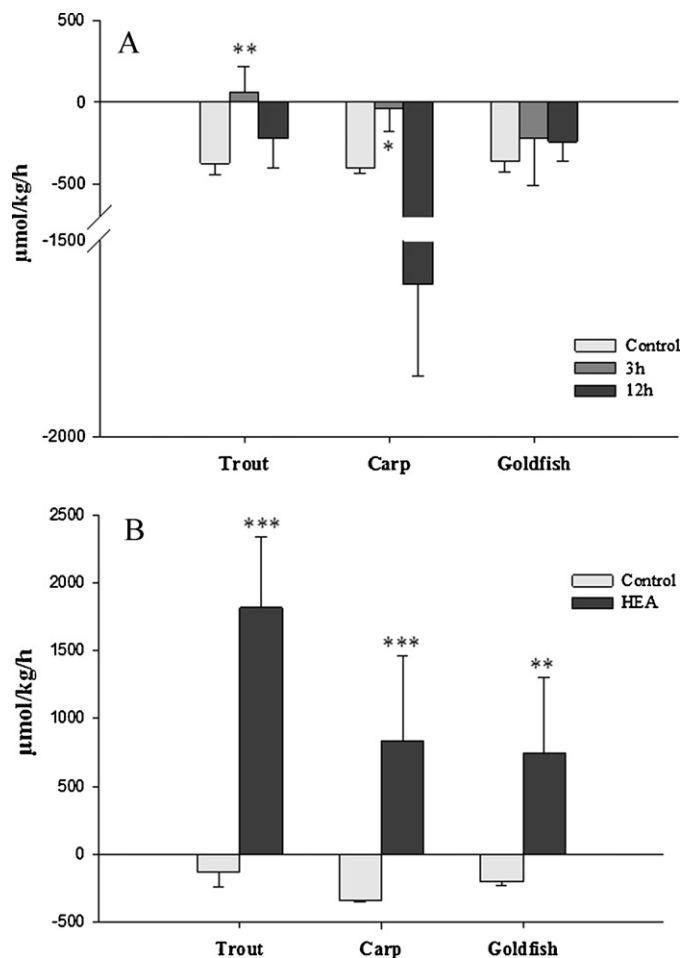 A
500
**
0
*
-500
-1500
µmol/kg/h
Control
3h
12h
-2000
Trout Carp Goldfish
B
2500
***
2000
Control
HEA
1500
***
**
1000
µmol/kg/h
500
0
-500
Trout Carp Goldfish